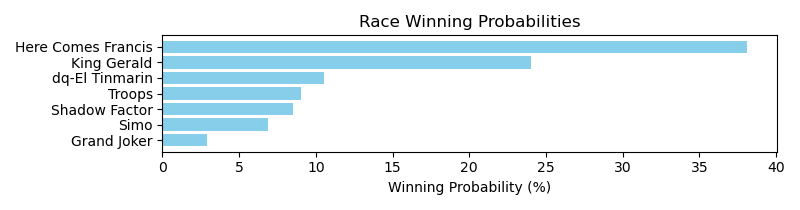 Race Winning Probabilities
Here Comes Francis
King Gerald
dq-El Tinmarin
Troops
Shadow Factor
Simo
Grand Joker
0 5 10 15 20 25 30 35 40
Winning Probability (%)